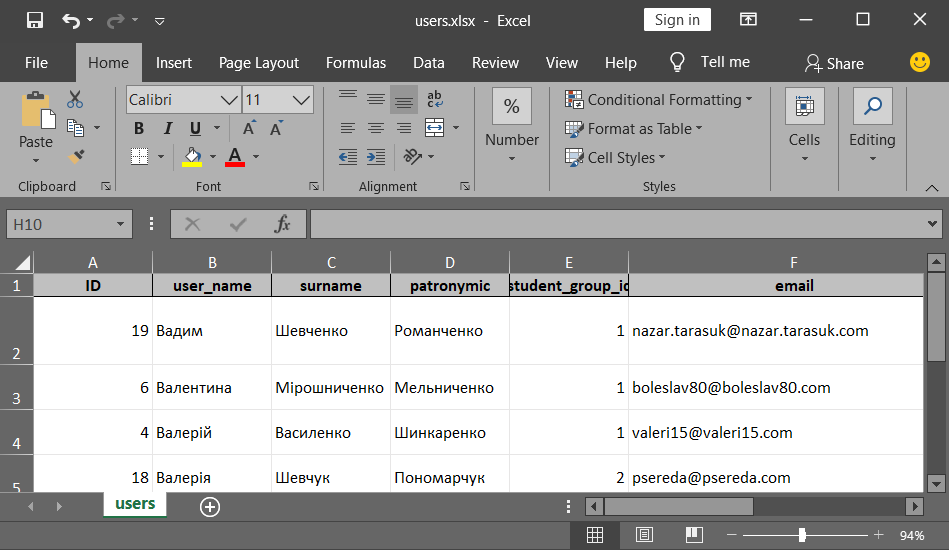 users.xlsx - Excel
Sign in
File Home Insert Page Layout Formulas Data Review View Help Tell me Share
Calibri 11 ab c % Conditional Formatting
Paste B I U A A Number Format as Table Cells Editing
A ab Cell Styles
Clipboard Font Alignment Styles
H10 fx
A B C D E F
1 ID user_name surname patronymic student_group_id email
2 19 Вадим Шевченко Романченко 1 nazar.tarasuk@nazar.tarasuk.com
3 6 Валентина Мірошниченко Мельниченко 1 boleslav80@boleslav80.com
4 4 Валерій Василенко Шинкаренко 1 valeri15@valeri15.com
5 18 Валерія Шевчук Пономарчук 2 psereda@psereda.com
users
94%